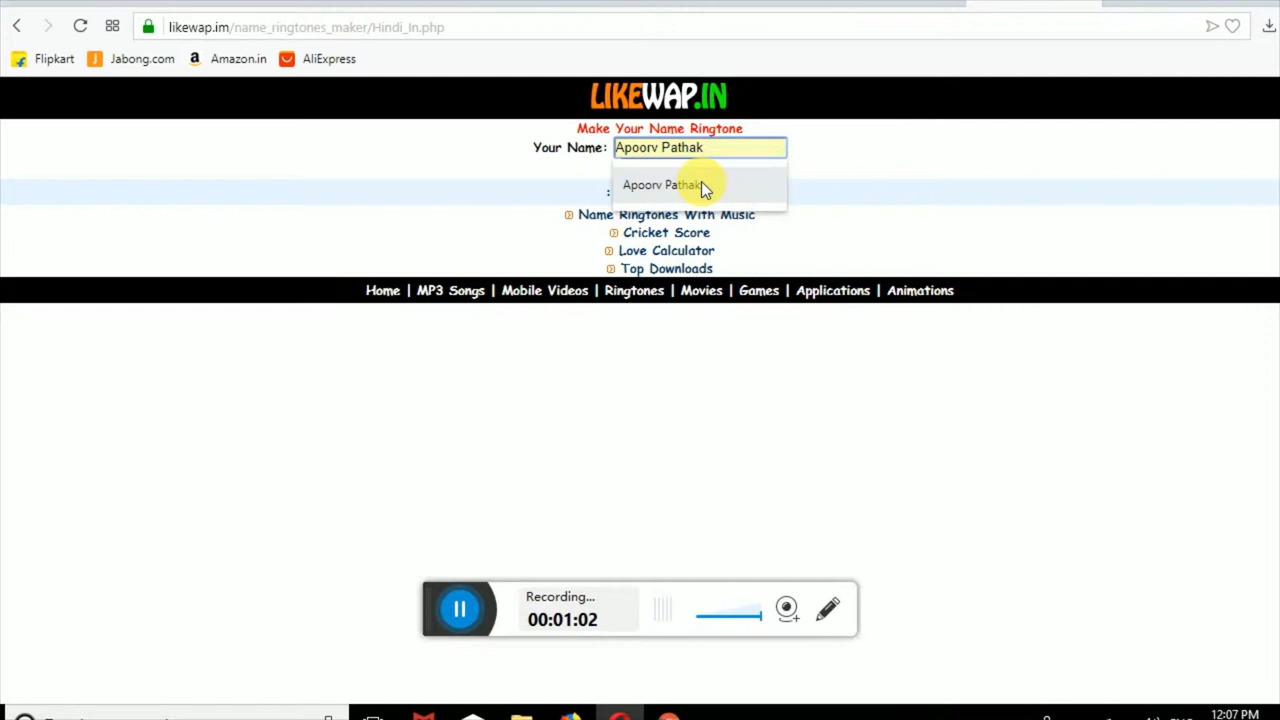 likewap.im/name_ringtones_maker/Hindi_In.php
Flipkart Jabong.com Amazon.in AliExpress
LIKEWAP.IN
Make Your Name Ringtone
Your Name: Apoorv Pathak
Apoorv Pathak
:
Name Ringtones With Music
Cricket Score
Love Calculator
Top Downloads
Home | MP3 Songs | Mobile Videos | Ringtones | Movies | Games | Applications | Animations
Recording...
00:01:02
12:07 PM